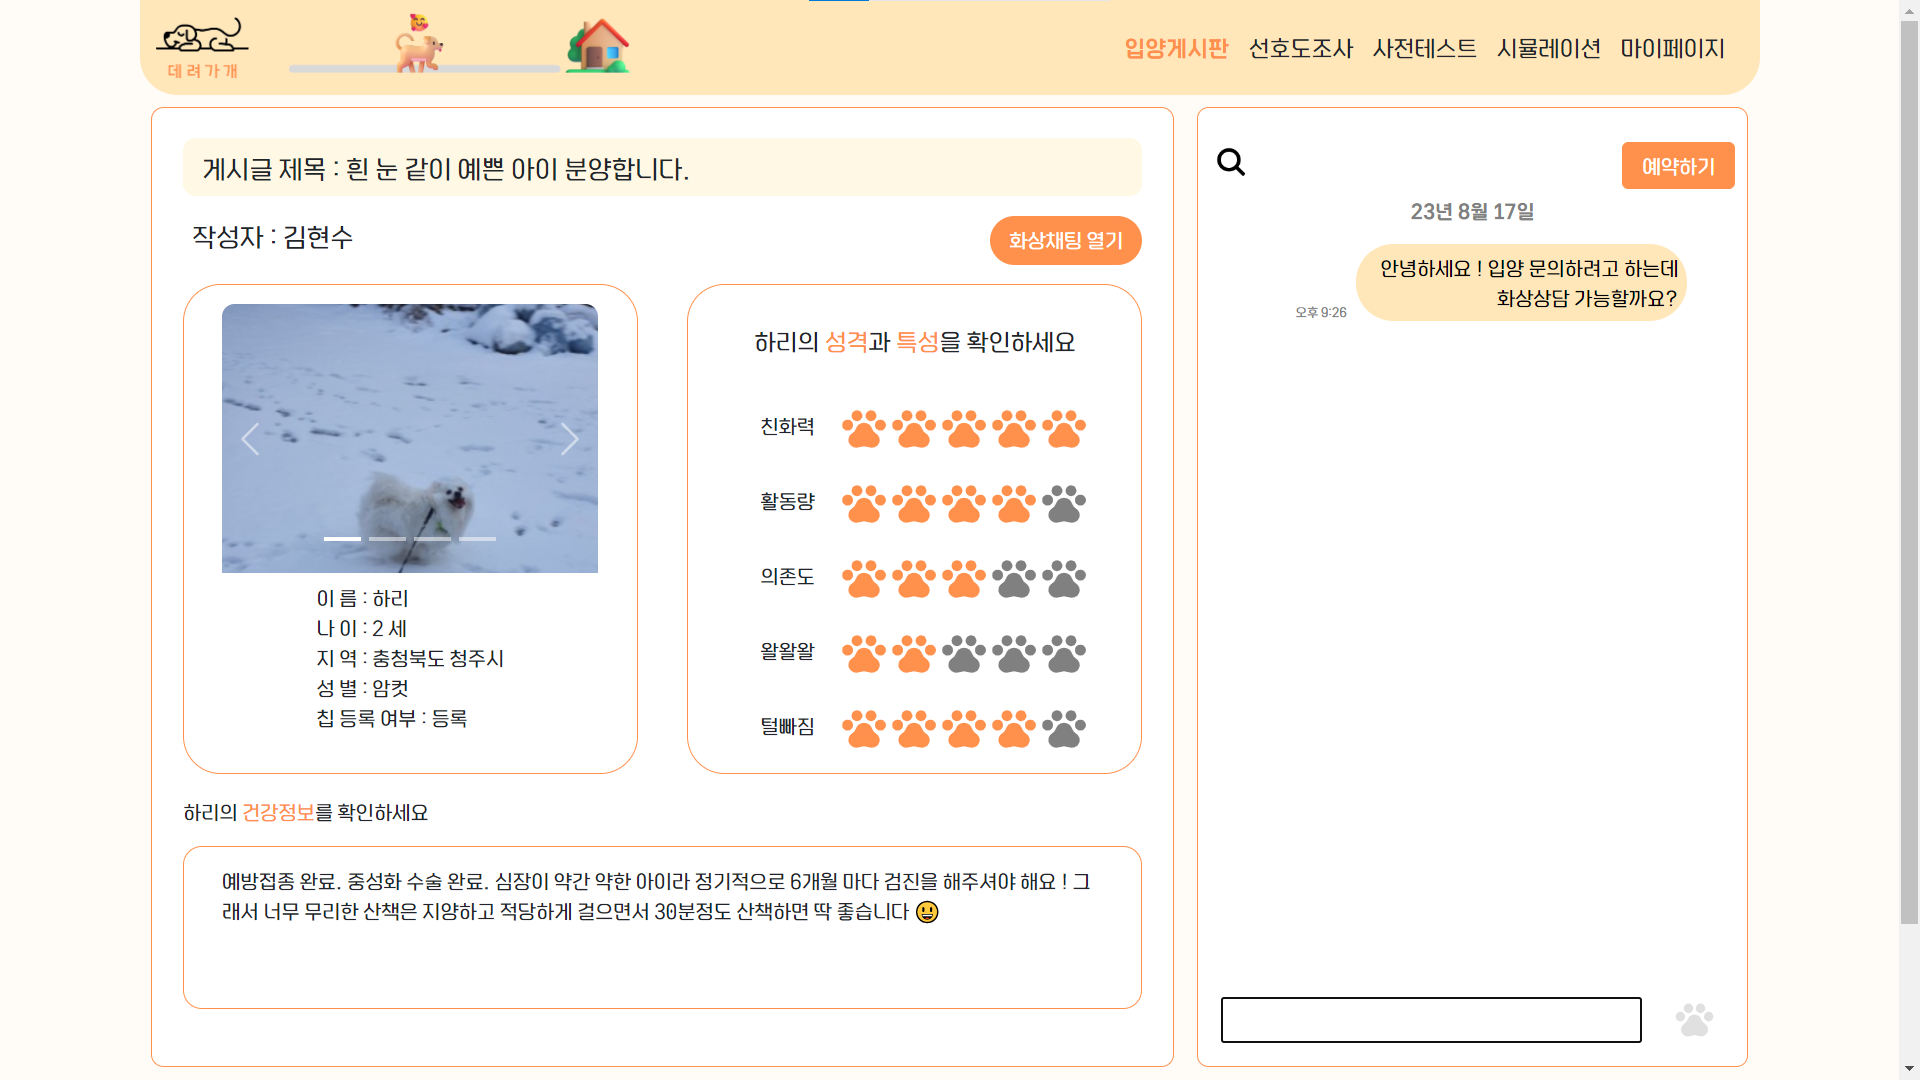 데려가개
입양게시판 선호도조사 사전테스트 시뮬레이션 마이페이지
게시글 제목 : 흰 눈 같이 예쁜 아이 분양합니다.
작성자 : 김현수
화상채팅 열기
이 름 : 하리
나 이 : 2 세
지 역 : 충청북도 청주시
성 별 : 암컷
칩 등록 여부 : 등록
하리의 성격과 특성을 확인하세요
친화력
활동량
의존도
왈왈왈
털빠짐
하리의 건강정보를 확인하세요
예방접종 완료. 중성화 수술 완료. 심장이 약간 약한 아이라 정기적으로 6개월 마다 검진을 해주셔야 해요 ! 그
래서 너무 무리한 산책은 지양하고 적당하게 걸으면서 30분정도 산책하면 딱 좋습니다 😃
예약하기
23년 8월 17일
안녕하세요 ! 입양 문의하려고 하는데
화상상담 가능할까요?
오후 9:26